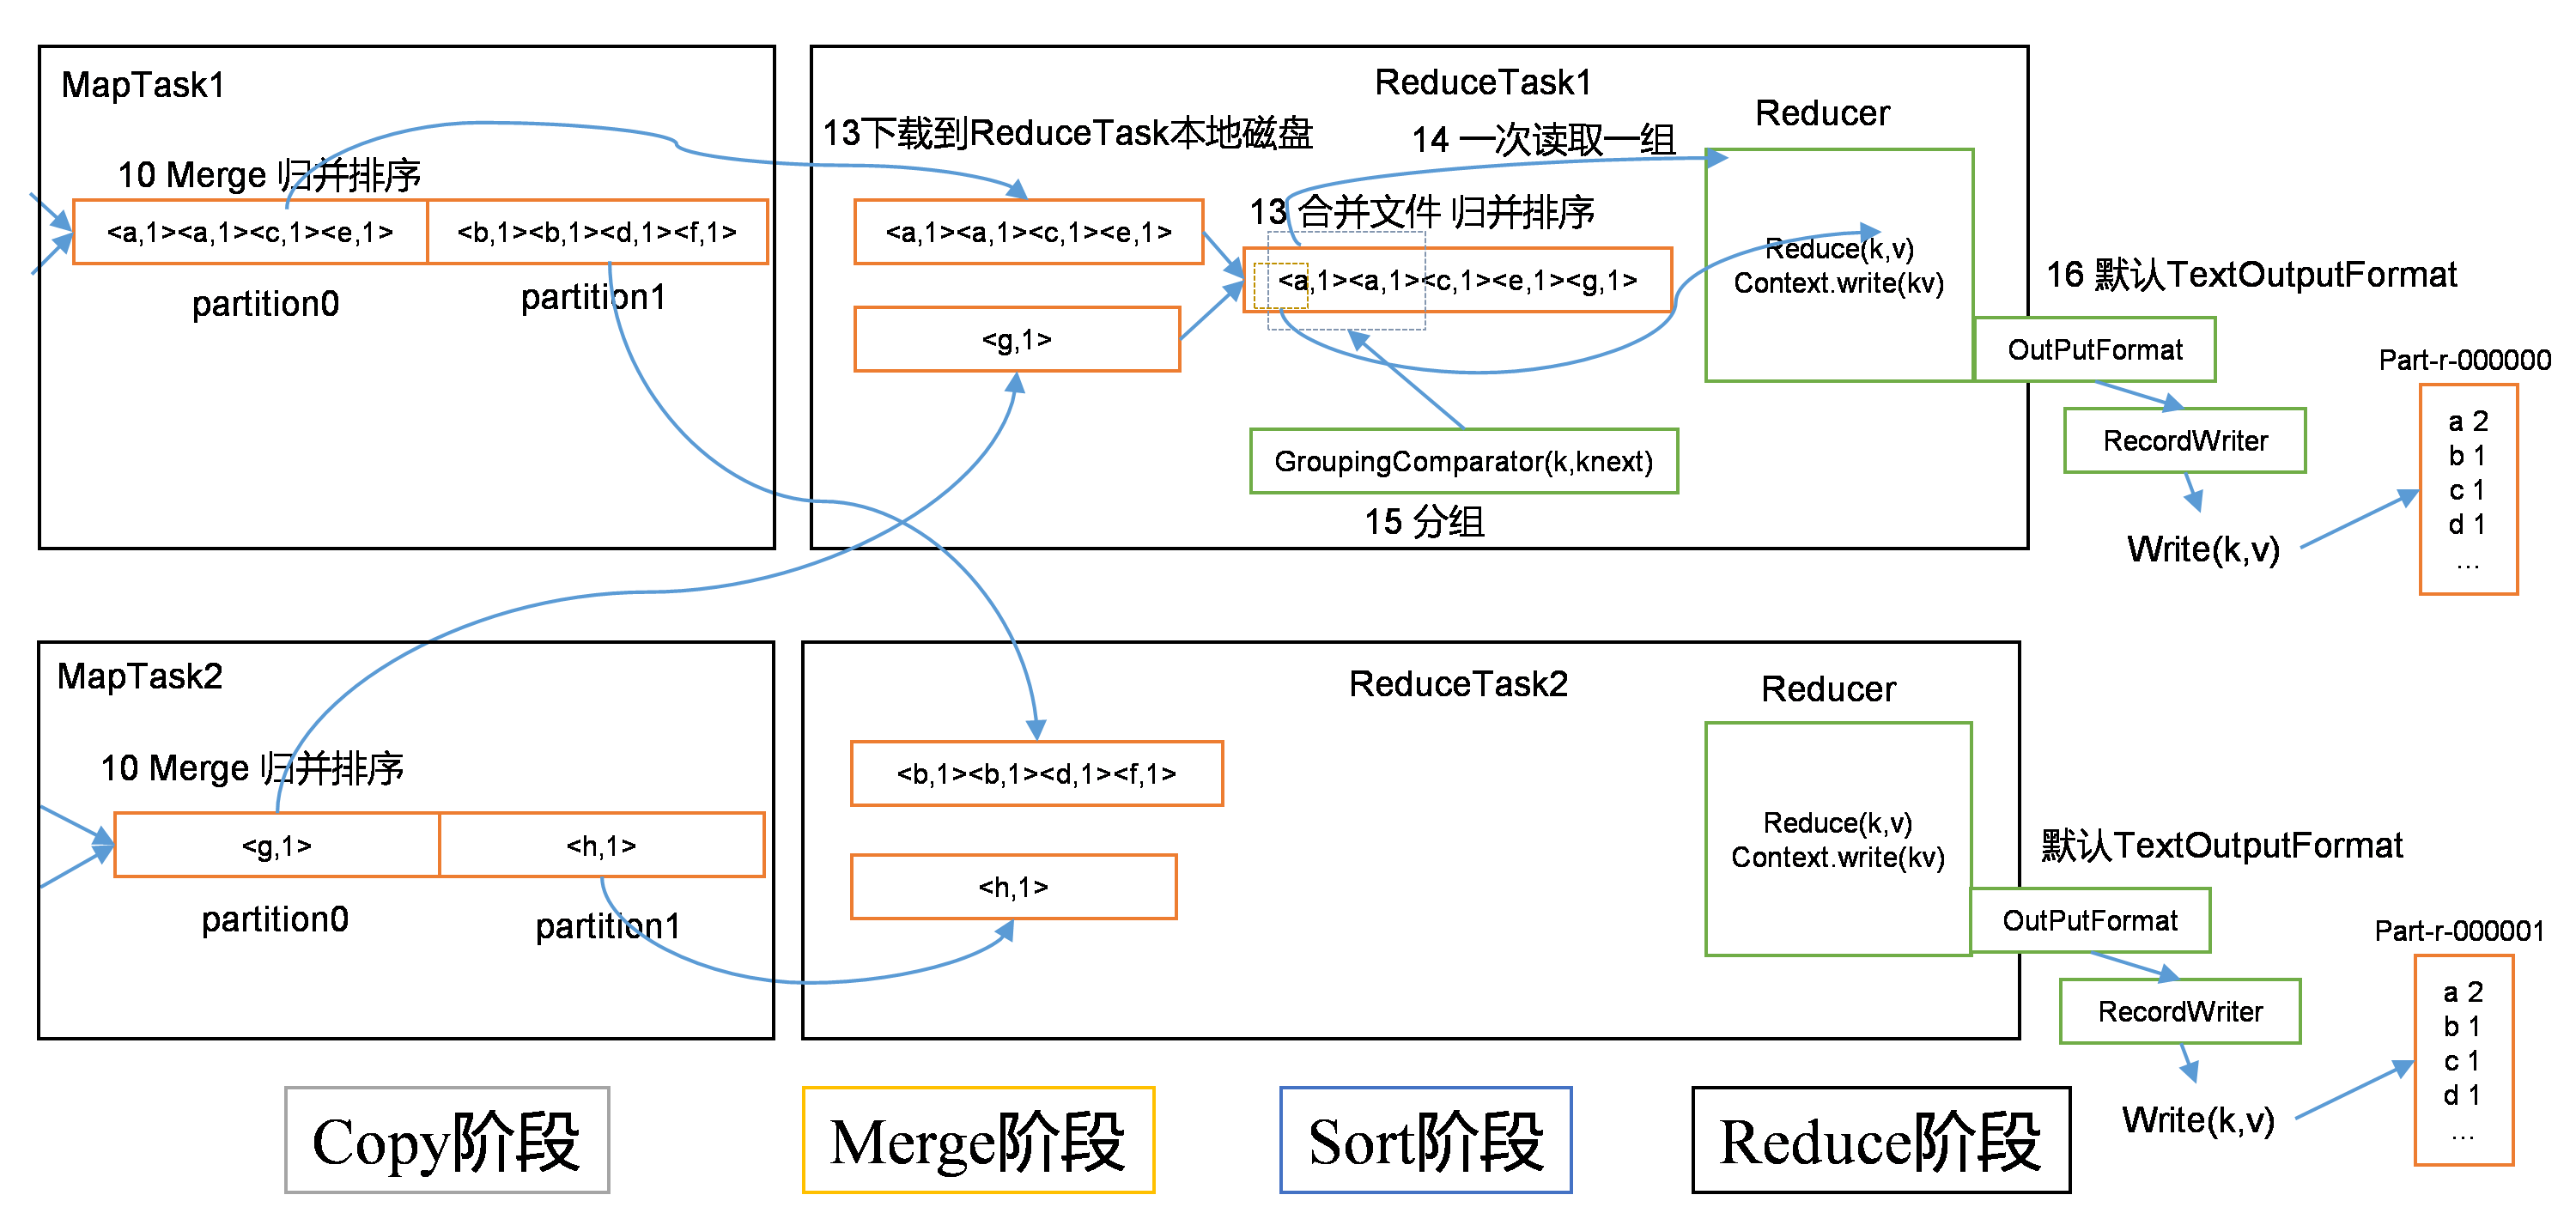 MapTask1
10 Merge 归并排序
<a,1><a,1><c,1><e,1>
<b,1><b,1><d,1><f,1>
partition0
partition1
ReduceTask1
13下载到ReduceTask本地磁盘
14 一次读取一组
Reducer
<a,1><a,1><c,1><e,1>
13 合并文件 归并排序
<a,1><a,1><c,1><e,1><g,1>
<g,1>
Reduce(k,v)
Context.write(kv)
GroupingComparator(k,knext)
15 分组
16 默认TextOutputFormat
OutPutFormat
RecordWriter
Write(k,v)
Part-r-000000
a 2
b 1
c 1
d 1
...
MapTask2
10 Merge 归并排序
<g,1>
<h,1>
partition0
partition1
ReduceTask2
Reducer
<b,1><b,1><d,1><f,1>
<h,1>
Reduce(k,v)
Context.write(kv)
默认TextOutputFormat
OutPutFormat
RecordWriter
Write(k,v)
Part-r-000001
a 2
b 1
c 1
d 1
...
Copy阶段
Merge阶段
Sort阶段
Reduce阶段